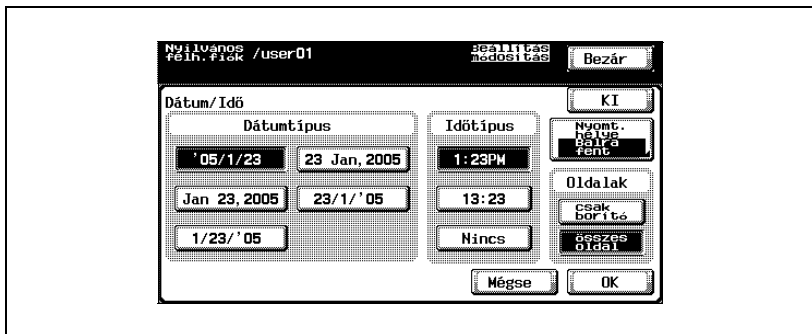 Nyilvános
félh.fiók /user01
Beállítás
módosítás
Bezár
Dátum/Idő
KI
Dátumtípus
Időtípus
Nyomt.
hélye
Balra
fent
'05/1/23
23 Jan,2005
1:23PM
Jan 23,2005
23/1/'05
13:23
Oldalak
csak
borító
1/23/'05
Nincs
összes
oldal
Mégse
OK